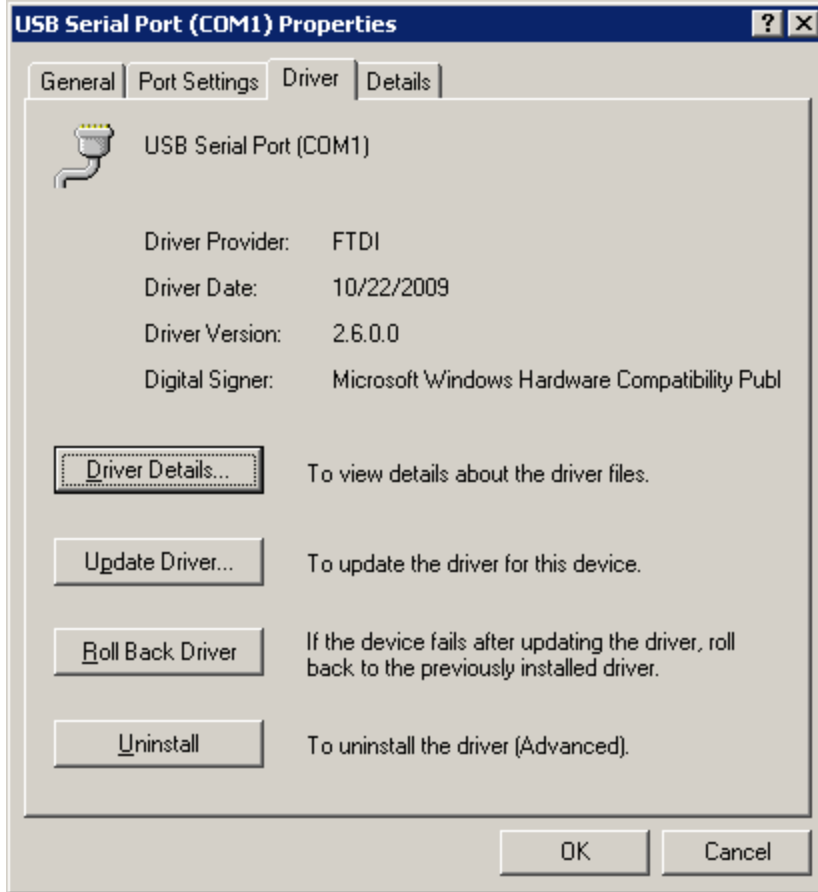 USB Serial Port (COM1) Properties
General Port Settings Driver Details
USB Serial Port (COM1)
Driver Provider: FTDI
Driver Date: 10/22/2009
Driver Version: 2.6.0.0
Digital Signer: Microsoft Windows Hardware Compatibility Publ
Driver Details... To view details about the driver files.
Update Driver... To update the driver for this device.
Roll Back Driver If the device fails after updating the driver, roll
back to the previously installed driver.
Uninstall To uninstall the driver (Advanced).
OK Cancel